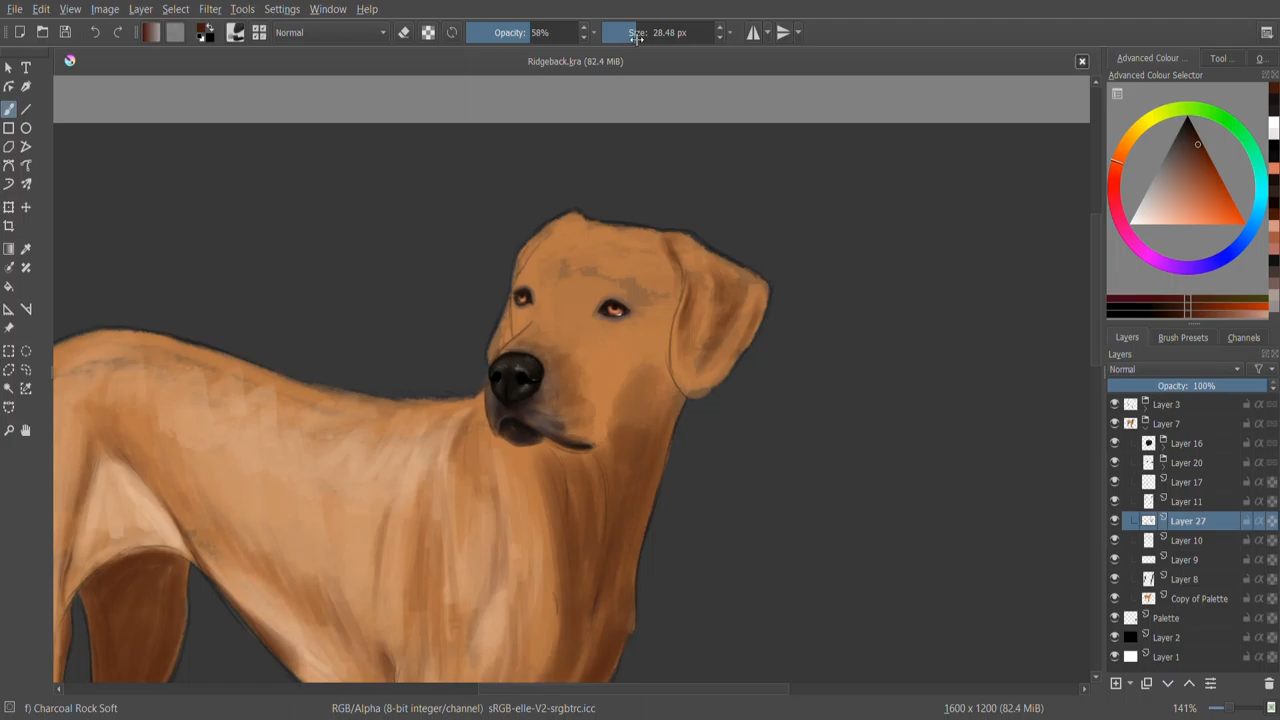 File Edit View Image Layer Select Filter Tools Settings Window Help
Normal Opacity: 58% Size: 28.48 px
Ridgeback.kra (82.4 MiB)
Advanced Colour ... Tool ... O...
Advanced Colour Selector
Layers Brush Presets Channels
Layers
Normal
Opacity: 100%
Layer 3
Layer 7
Layer 16
Layer 20
Layer 17
Layer 11
Layer 27
Layer 10
Layer 9
Layer 8
Copy of Palette
Palette
Layer 2
Layer 1
f) Charcoal Rock Soft RGB/Alpha (8-bit integer/channel) sRGB-elle-V2-srgbtrc.icc 1600 x 1200 (82.4 MiB) 141%